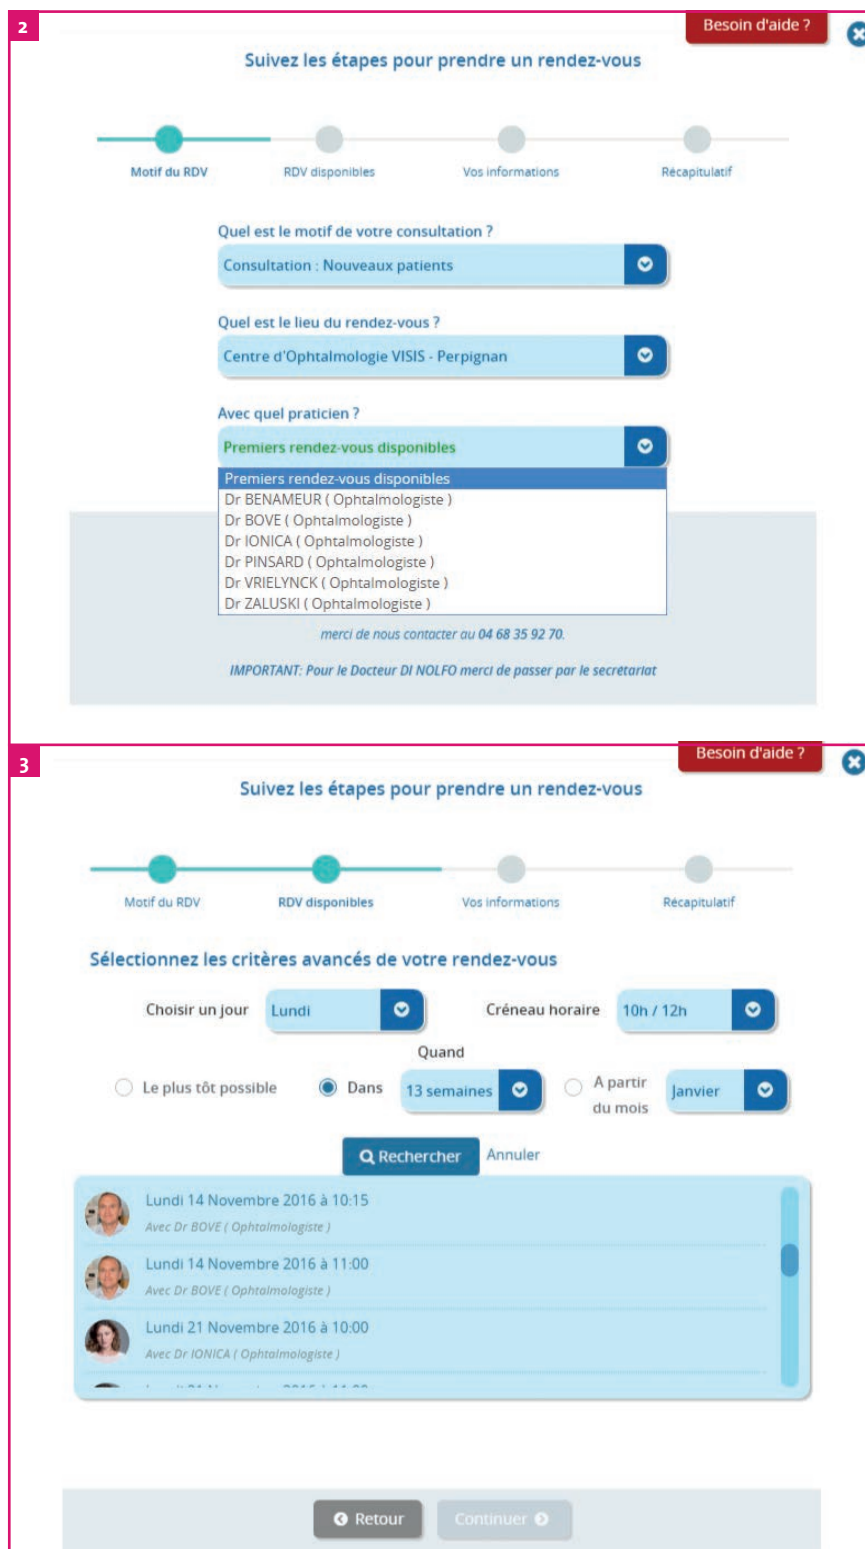 2
Besoin d'aide ?
Suivez les étapes pour prendre un rendez-vous
Motif du RDV
RDV disponibles
Vos informations
Récapitulatif
Quel est le motif de votre consultation ?
Consultation : Nouveaux patients
Quel est le lieu du rendez-vous ?
Centre d'Ophtalmologie VISIS - Perpignan
Avec quel praticien ?
Premiers rendez-vous disponibles
Premiers rendez-vous disponibles
Dr BENAMEUR ( Ophtalmologiste )
Dr BOVE ( Ophtalmologiste )
Dr IONICA ( Ophtalmologiste )
Dr PINSARD ( Ophtalmologiste )
Dr VRIELYNCK ( Ophtalmologiste )
Dr ZALUSKI ( Ophtalmologiste )
merci de nous contacter au 04 68 35 92 70.
IMPORTANT: Pour le Docteur DI NOLFO merci de passer par le secrétariat
3
Besoin d'aide ?
Suivez les étapes pour prendre un rendez-vous
Motif du RDV
RDV disponibles
Vos informations
Récapitulatif
Sélectionnez les critères avancés de votre rendez-vous
Choisir un jour
Lundi
Créneau horaire
10h / 12h
Quand
Le plus tôt possible
Dans
13 semaines
A partir
du mois
Janvier
Rechercher
Annuler
Lundi 14 Novembre 2016 à 10:15
Avec Dr BOVE ( Ophtalmologiste )
Lundi 14 Novembre 2016 à 11:00
Avec Dr BOVE ( Ophtalmologiste )
Lundi 21 Novembre 2016 à 10:00
Avec Dr IONICA ( Ophtalmologiste )
Retour
Continuer